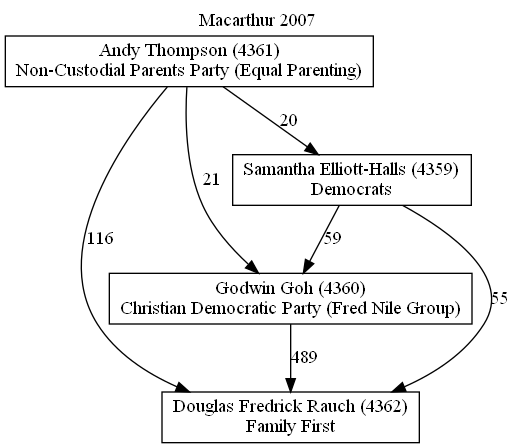 Macarthur 2007
Andy Thompson (4361)
Non-Custodial Parents Party (Equal Parenting)
20
Samantha Elliott-Halls (4359)
Democrats
21
116
59
55
Godwin Goh (4360)
Christian Democratic Party (Fred Nile Group)
489
Douglas Fredrick Rauch (4362)
Family First